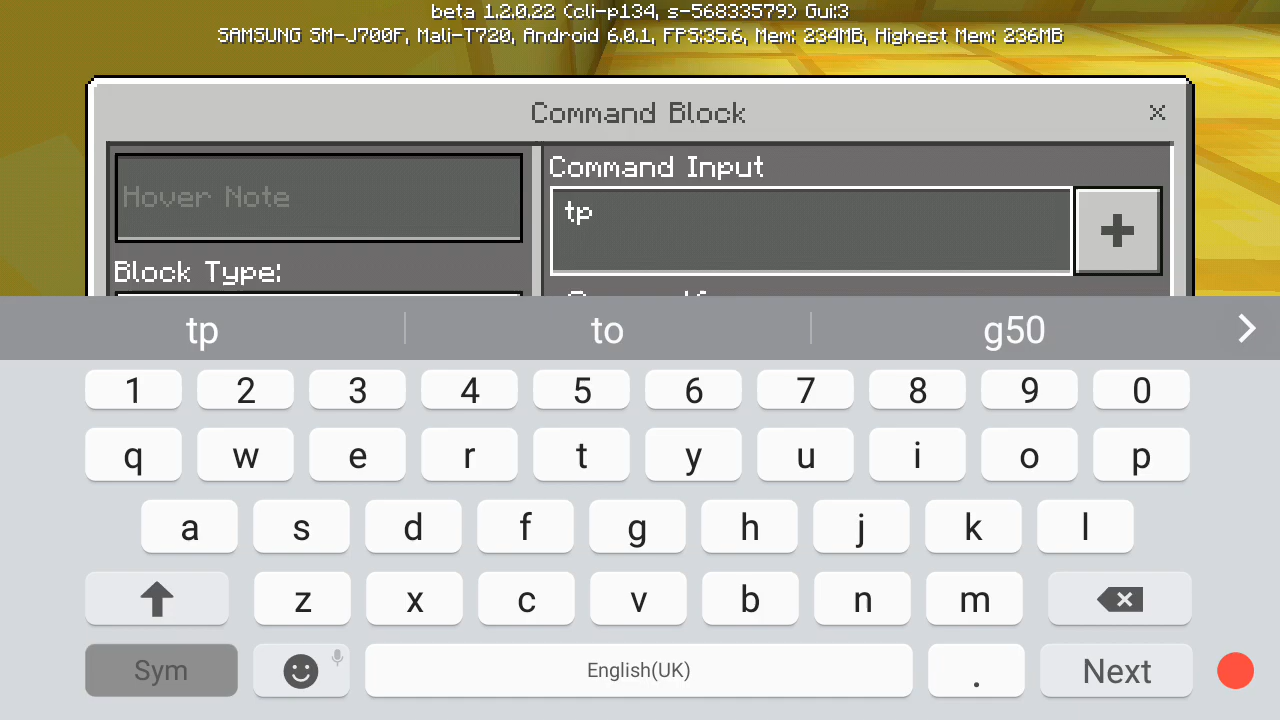 beta 1.2.0.22 (cli-p134, s-56833579) Gui:3
SAMSUNG SM-J700F, Mali-T720, Android 6.0.1, FPS:35.6, Mem: 234MB, Highest Mem: 236MB
Command Block
Hover Note
Block Type:
Command Input
tp
tp to g50
1 2 3 4 5 6 7 8 9 0
q w e r t y u i o p
a s d f g h j k l
z x c v b n m
Sym English(UK) . Next